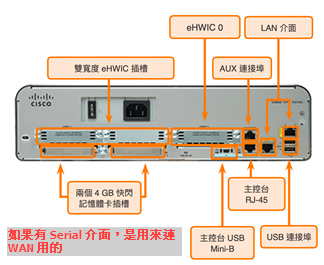 eHWIC 0
LAN 介面
雙寬度 eHWIC 插槽
AUX 連接埠
CISCO
兩個 4 GB 快閃
記憶體卡插槽
主控台
RJ-45
主控台 USB
Mini-B
USB 連接埠
如果有 Serial 介面，是用來連
WAN 用的